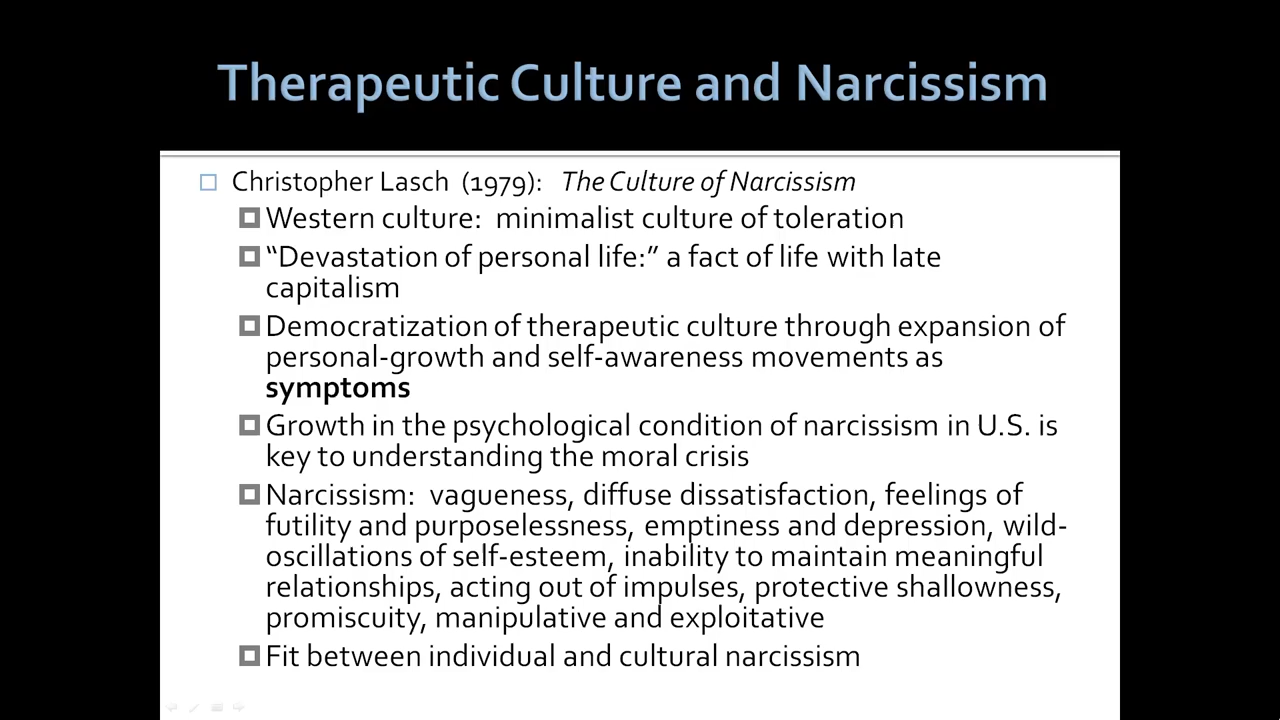 Therapeutic Culture and Narcissism
Christopher Lasch (1979): The Culture of Narcissism
Western culture: minimalist culture of toleration
“Devastation of personal life:” a fact of life with late
capitalism
Democratization of therapeutic culture through expansion of
personal-growth and self-awareness movements as
symptoms
Growth in the psychological condition of narcissism in U.S. is
key to understanding the moral crisis
Narcissism: vagueness, diffuse dissatisfaction, feelings of
futility and purposelessness, emptiness and depression, wild-
oscillations of self-esteem, inability to maintain meaningful
relationships, acting out of impulses, protective shallowness,
promiscuity, manipulative and exploitative
Fit between individual and cultural narcissism